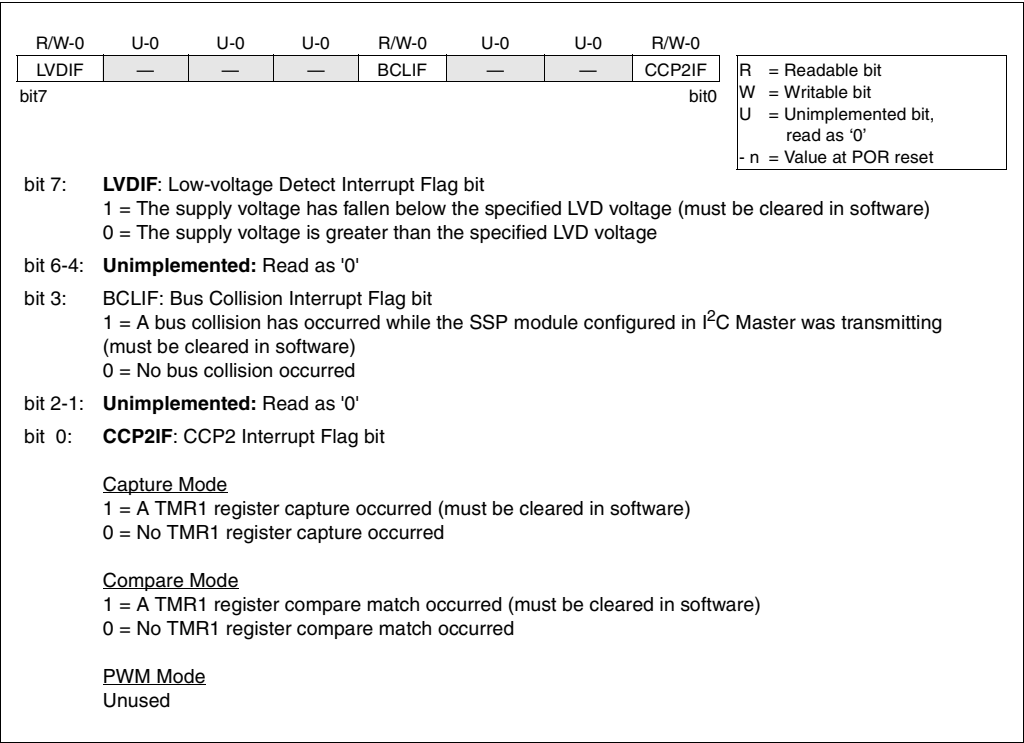 R/W-0 U-0 U-0 U-0 R/W-0 U-0 U-0 R/W-0
LVDIF — — — BCLIF — — CCP2IF
bit7 bit0
R = Readable bit
W = Writable bit
U = Unimplemented bit,
read as ‘0’
- n = Value at POR reset
bit 7: LVDIF: Low-voltage Detect Interrupt Flag bit
1 = The supply voltage has fallen below the specified LVD voltage (must be cleared in software)
0 = The supply voltage is greater than the specified LVD voltage
bit 6-4: Unimplemented: Read as '0'
bit 3: BCLIF: Bus Collision Interrupt Flag bit
1 = A bus collision has occurred while the SSP module configured in I²C Master was transmitting
(must be cleared in software)
0 = No bus collision occurred
bit 2-1: Unimplemented: Read as '0'
bit 0: CCP2IF: CCP2 Interrupt Flag bit
Capture Mode
1 = A TMR1 register capture occurred (must be cleared in software)
0 = No TMR1 register capture occurred
Compare Mode
1 = A TMR1 register compare match occurred (must be cleared in software)
0 = No TMR1 register compare match occurred
PWM Mode
Unused